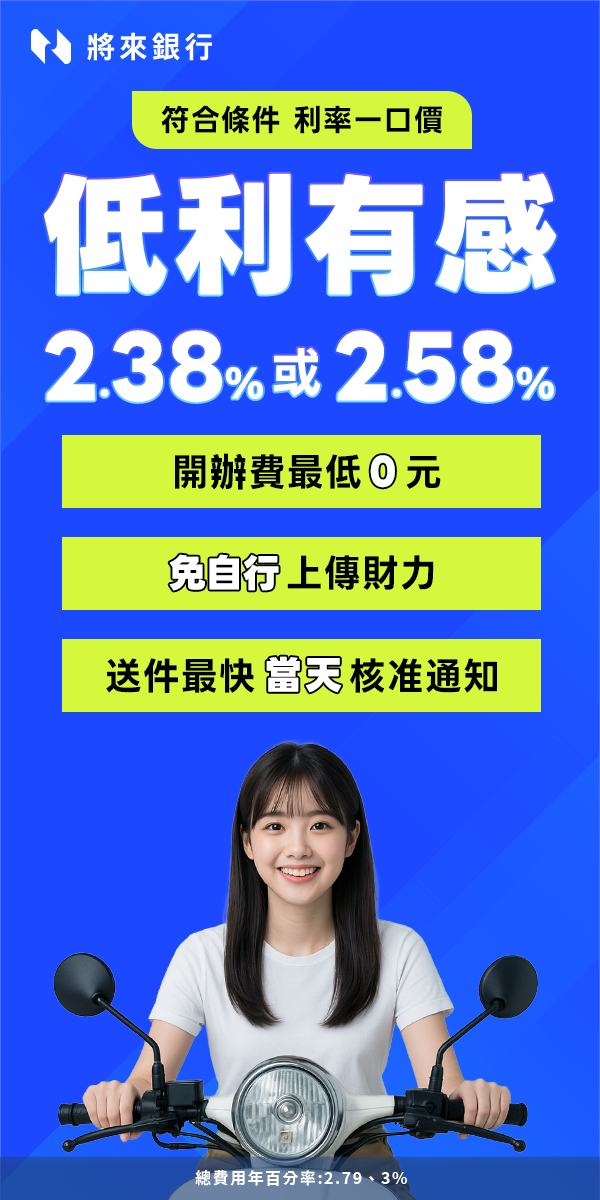 將來銀行
符合條件 利率一口價
低利有感
2.38% 或 2.58%
開辦費最低 0 元
免自行 上傳財力
送件最快 當天 核准通知
總費用年百分率:2.79、3%